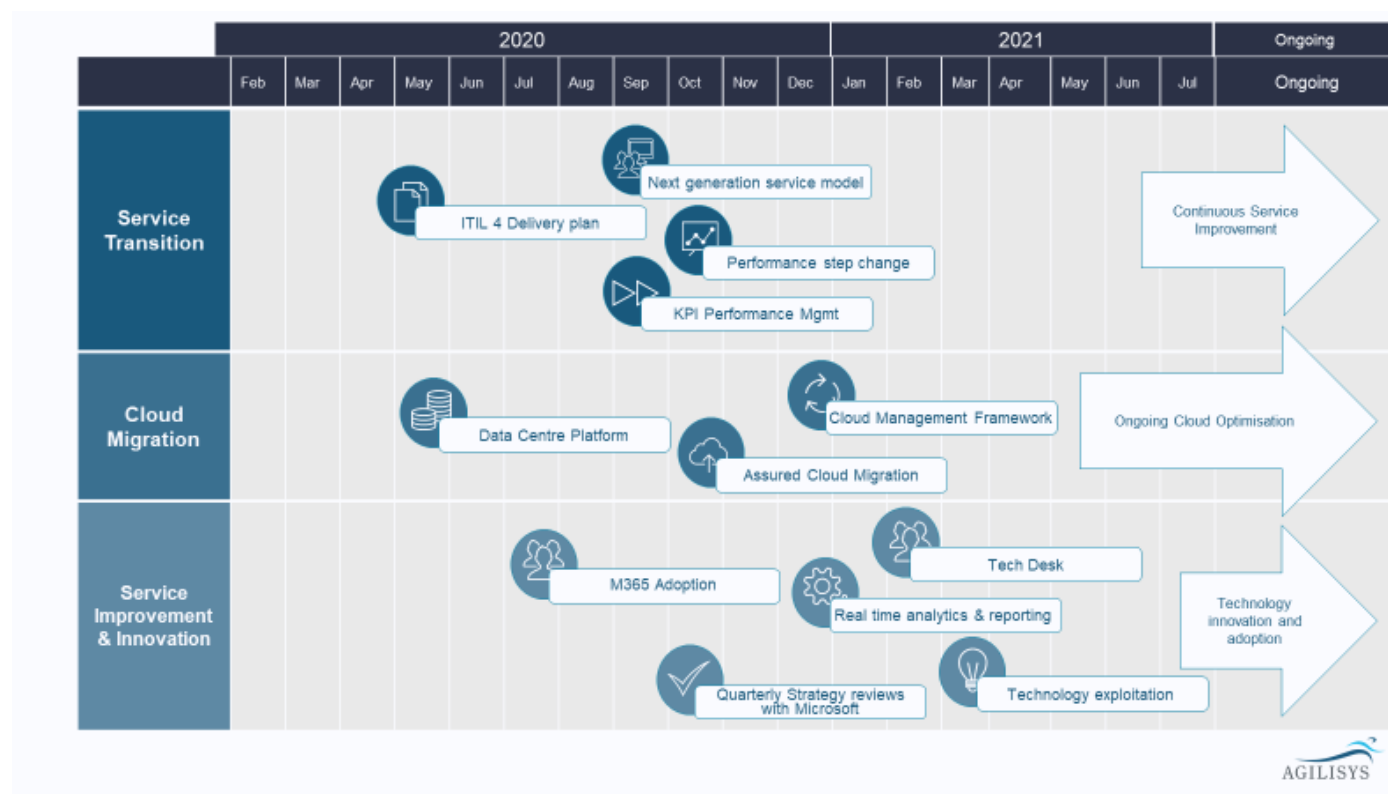 2020 2021 Ongoing
Feb Mar Apr May Jun Jul Aug Sep Oct Nov Dec Jan Feb Mar Apr May Jun Jul Ongoing
Service
Transition
Next generation service model
ITIL 4 Delivery plan
Performance step change
KPI Performance Mgmt
Continuous Service
Improvement
Cloud
Migration
Cloud Management Framework
Data Centre Platform
Assured Cloud Migration
Ongoing Cloud Optimisation
Service
Improvement
& Innovation
Tech Desk
M365 Adoption
Real time analytics & reporting
Quarterly Strategy reviews
with Microsoft
Technology exploitation
Technology
innovation and
adoption
AGILISYS